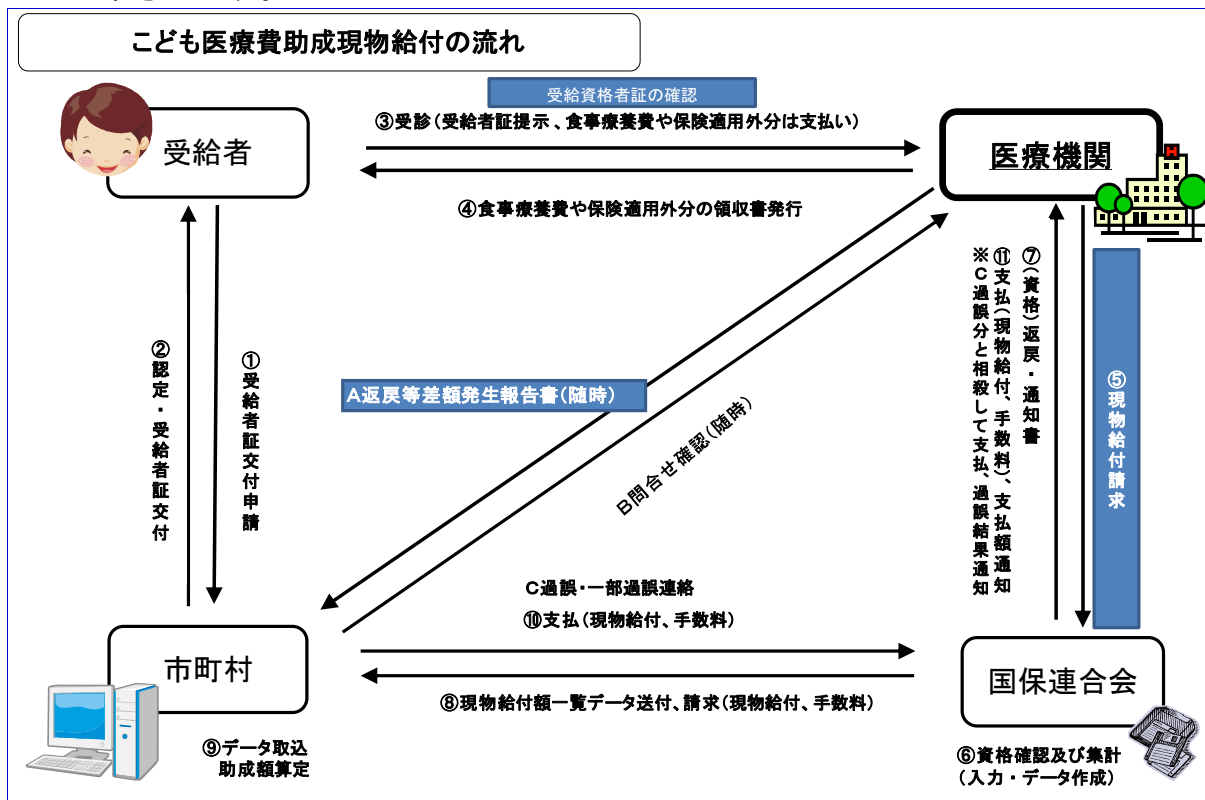 こども医療費助成現物給付の流れ
受給資格者証の確認
③受診(受給者証提示、食事療養費や保険適用外分は支払い)
受給者
医療機関
H
④食事療養費や保険適用外分の領収書発行
②認定・受給者証交付
①受給者証交付申請
A返戻等差額発生報告書(随時)
B問合せ確認(随時)
⑦(資格)返戻・通知書
⑪支払(現物給付、手数料)、支払額通知
※C過誤分と相殺して支払、過誤結果通知
⑤現物給付請求
C過誤・一部過誤連絡
⑩支払(現物給付、手数料)
市町村
国保連合会
⑧現物給付額一覧データ送付、請求(現物給付、手数料)
⑨データ取込
助成額算定
⑥資格確認及び集計
(入力・データ作成)